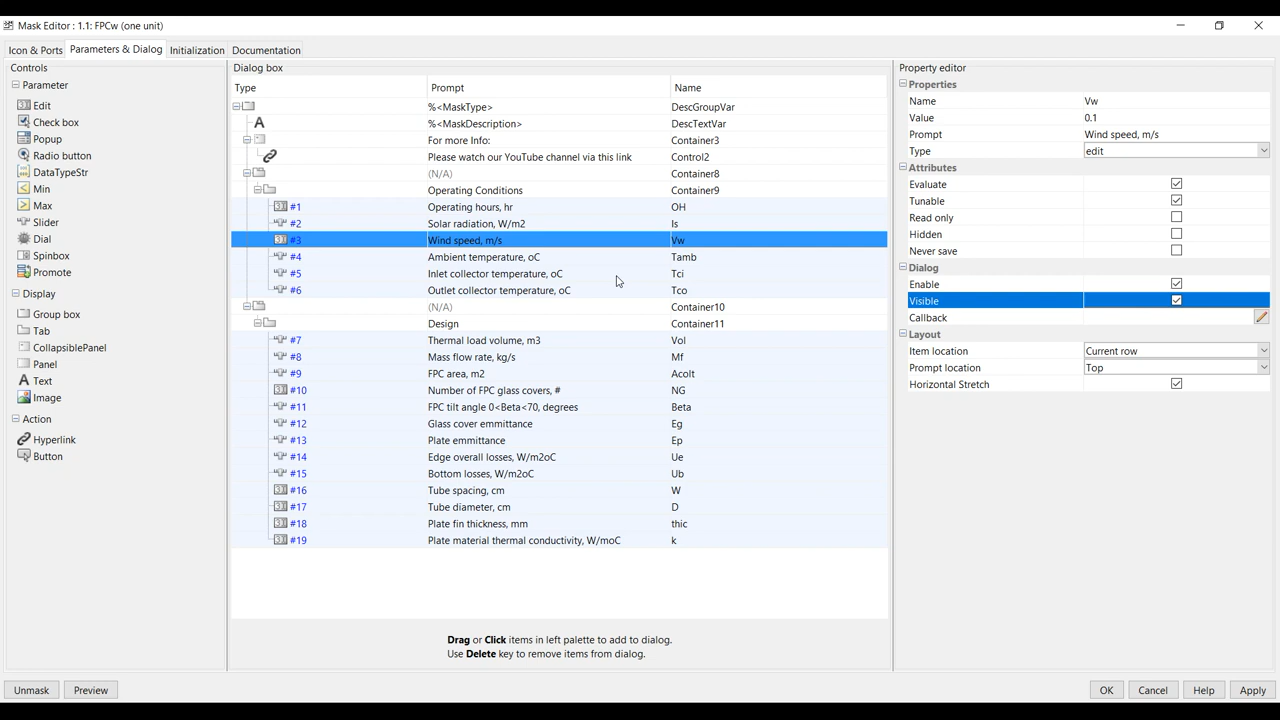 Mask Editor : 1.1: FPCw (one unit)
Icon & Ports Parameters & Dialog Initialization Documentation
Controls
Parameter
Edit
Check box
Popup
Radio button
DataTypeStr
Min
Max
Slider
Dial
Spinbox
Promote
Display
Group box
Tab
CollapsiblePanel
Panel
A Text
Image
Action
Hyperlink
Button
Dialog box
Type Prompt Name
%<MaskType> DescGroupVar
A %<MaskDescription> DescTextVar
For more Info: Container3
Please watch our YouTube channel via this link Control2
(N/A) Container8
Operating Conditions Container9
#1 Operating hours, hr OH
#2 Solar radiation, W/m2 Is
#3 Wind speed, m/s Vw
#4 Ambient temperature, oC Tamb
#5 Inlet collector temperature, oC Tci
#6 Outlet collector temperature, oC Tco
(N/A) Container10
Design Container11
#7 Thermal load volume, m3 Vol
#8 Mass flow rate, kg/s Mf
#9 FPC area, m2 Acolt
#10 Number of FPC glass covers, # NG
#11 FPC tilt angle 0<Beta<70, degrees Beta
#12 Glass cover emmittance Eg
#13 Plate emmittance Ep
#14 Edge overall losses, W/m2oC Ue
#15 Bottom losses, W/m2oC Ub
#16 Tube spacing, cm W
#17 Tube diameter, cm D
#18 Plate fin thickness, mm thic
#19 Plate material thermal conductivity, W/moC k
Drag or Click items in left palette to add to dialog.
Use Delete key to remove items from dialog.
Property editor
Properties
Name Vw
Value 0.1
Prompt Wind speed, m/s
Type edit
Attributes
Evaluate
Tunable
Read only
Hidden
Never save
Dialog
Enable
Visible
Callback
Layout
Item location Current row
Prompt location Top
Horizontal Stretch
Unmask Preview OK Cancel Help Apply